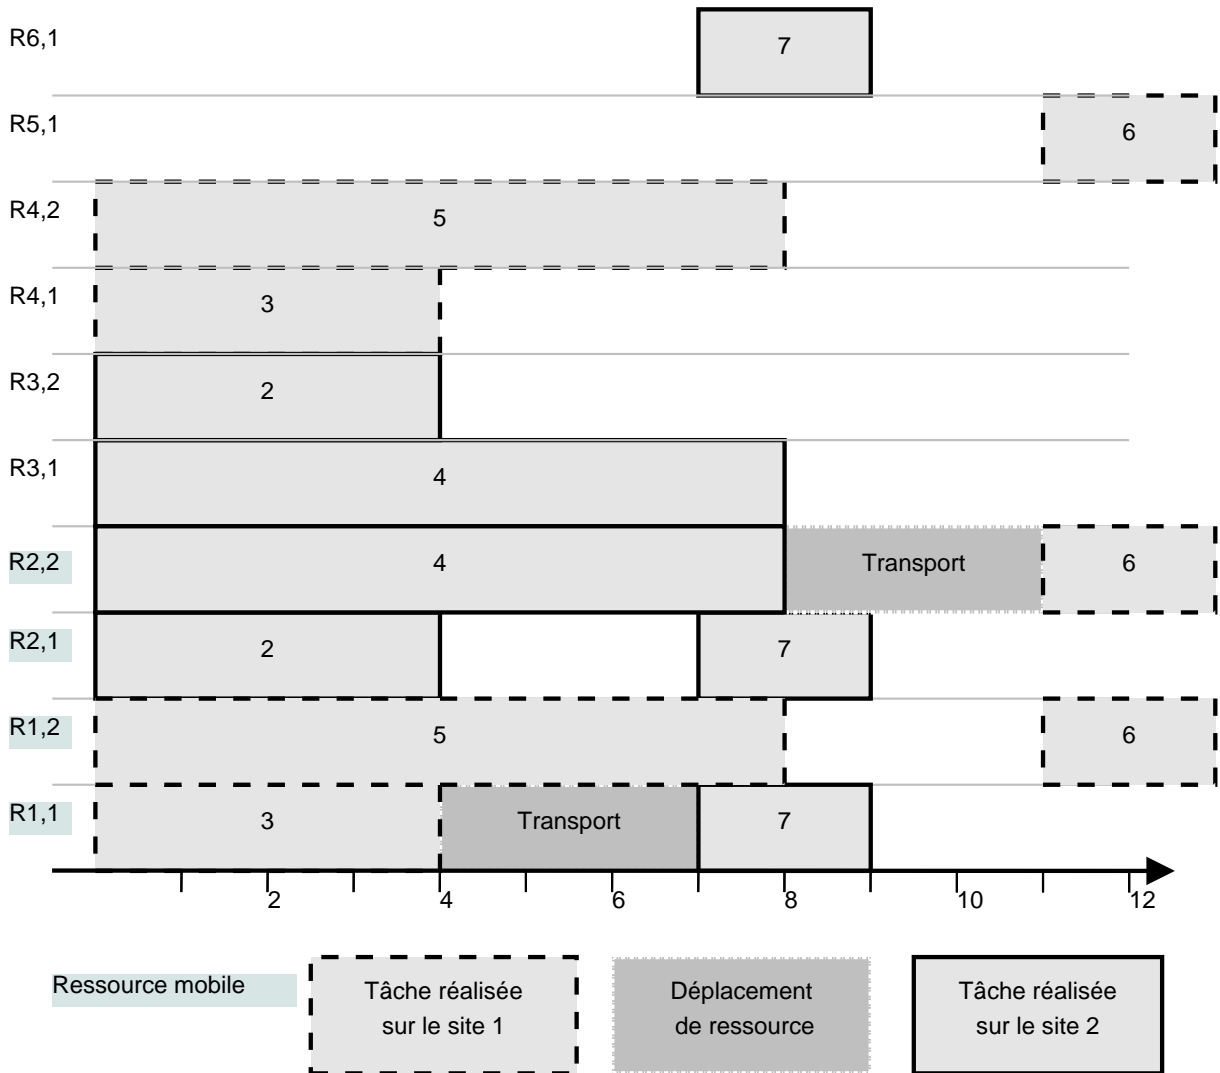 R6,1
7
R5,1
6
R4,2
5
R4,1
3
R3,2
2
R3,1
4
R2,2
4
Transport
6
R2,1
2
7
R1,2
5
6
R1,1
3
Transport
7
2
4
6
8
10
12
Ressource mobile
Tâche réalisée
sur le site 1
Déplacement
de ressource
Tâche réalisée
sur le site 2